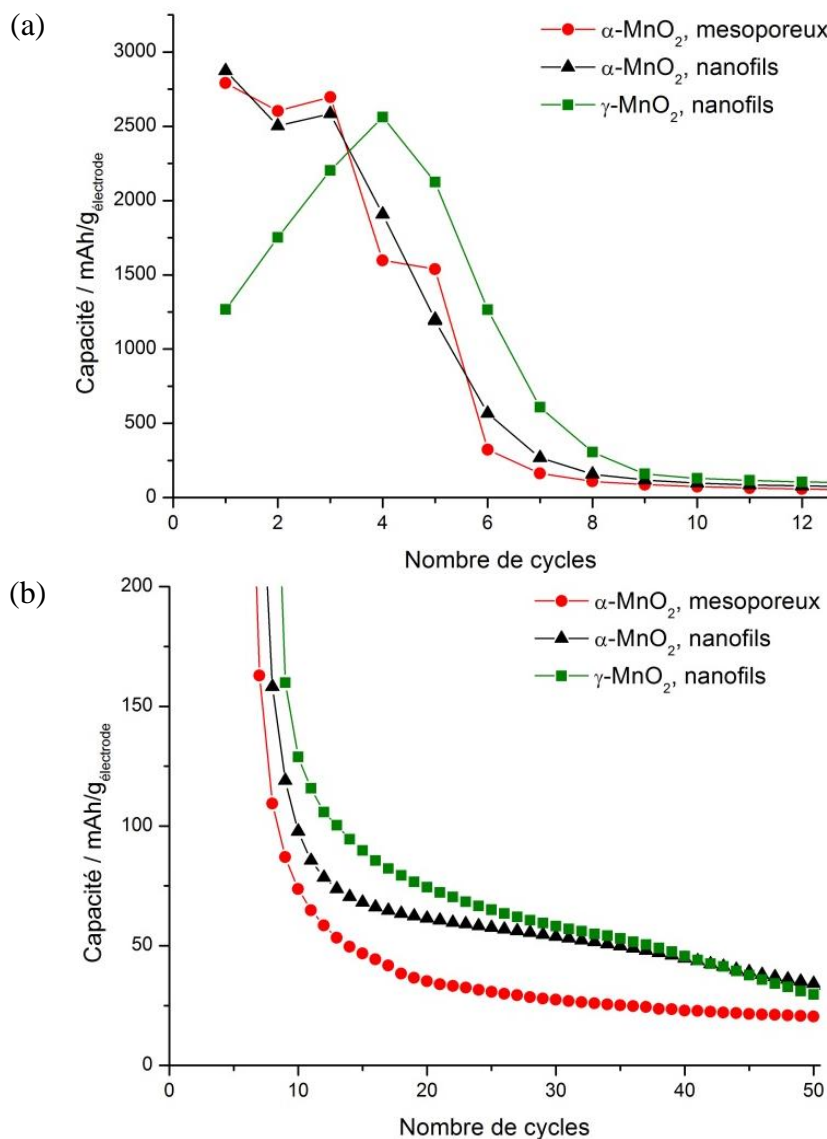 (a)
3000
2500
2000
1500
1000
500
0
Capacité / mAh/g électrode
α-MnO₂, mesoporeux
α-MnO₂, nanofils
γ-MnO₂, nanofils
0 2 4 6 8 10 12
Nombre de cycles
(b)
200
150
100
50
0
Capacité / mAh/g électrode
α-MnO₂, mesoporeux
α-MnO₂, nanofils
γ-MnO₂, nanofils
0 10 20 30 40 50
Nombre de cycles